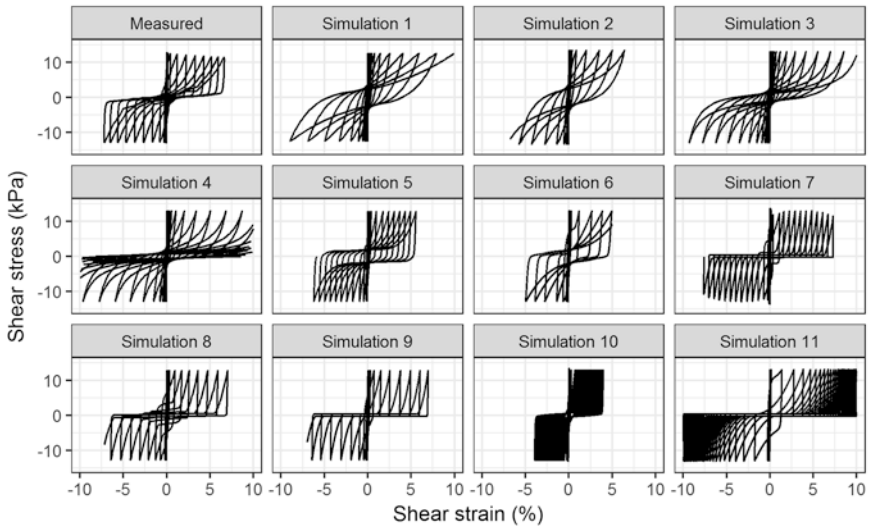 Measured
Simulation 1
Simulation 2
Simulation 3
10
0
-10
Simulation 4
Simulation 5
Simulation 6
Simulation 7
10
0
-10
Simulation 8
Simulation 9
Simulation 10
Simulation 11
10
0
-10
-10 -5 0 5 10 -10 -5 0 5 10 -10 -5 0 5 10 -10 -5 0 5 10
Shear strain (%)
Shear stress (kPa)